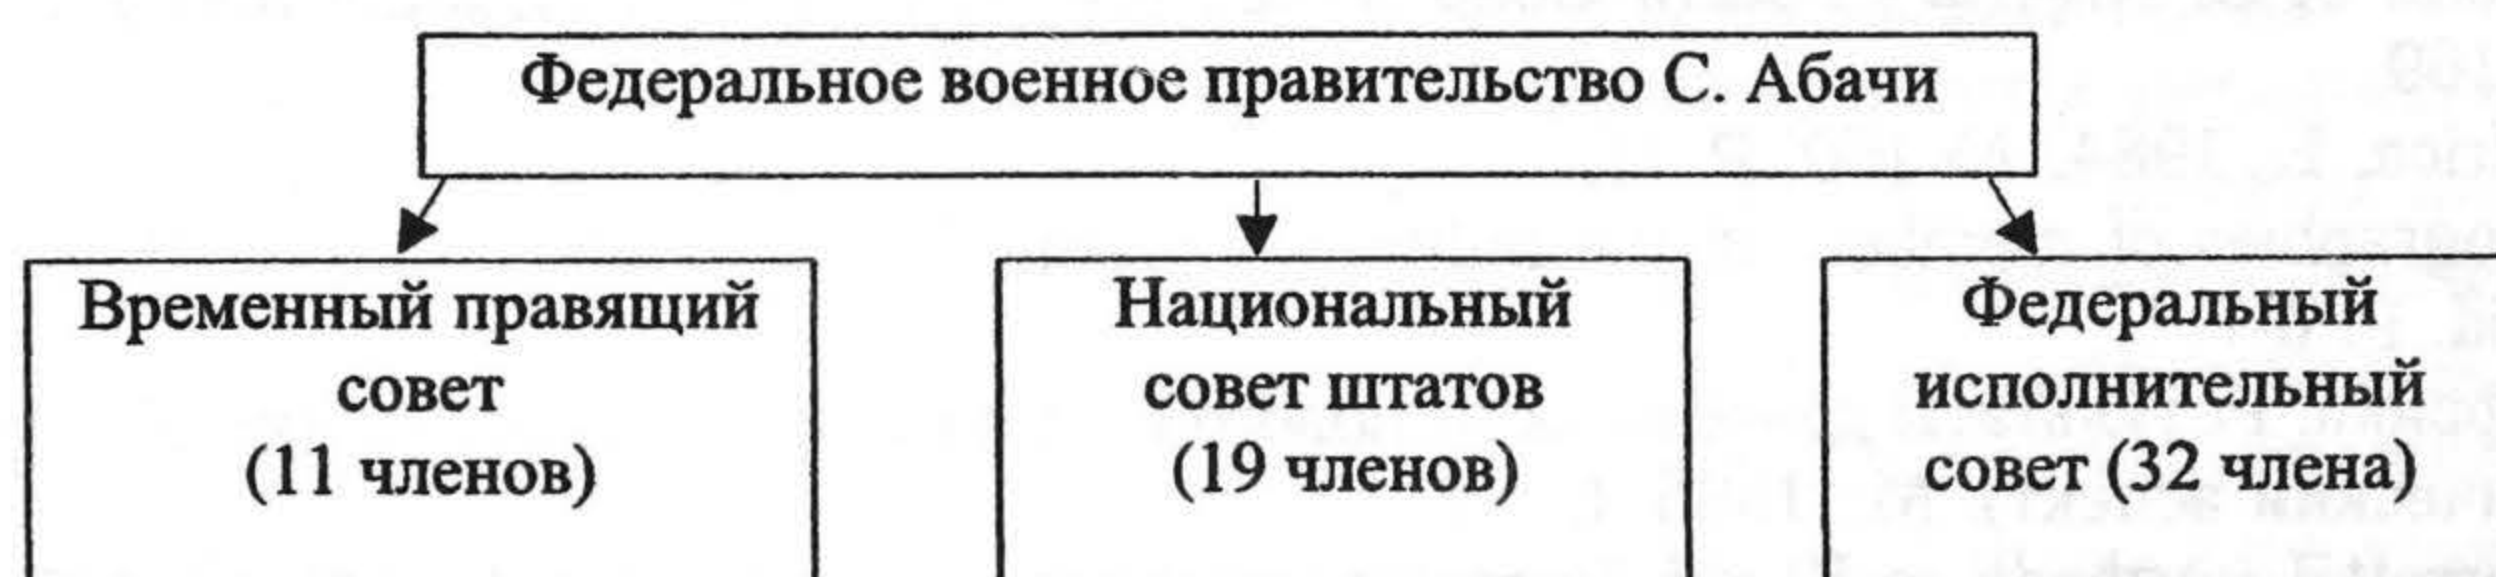 Федеральное военное правительство С. Абачи
Временный правящий
совет
(11 членов)
Национальный
совет штатов
(19 членов)
Федеральный
исполнительный
совет (32 члена)